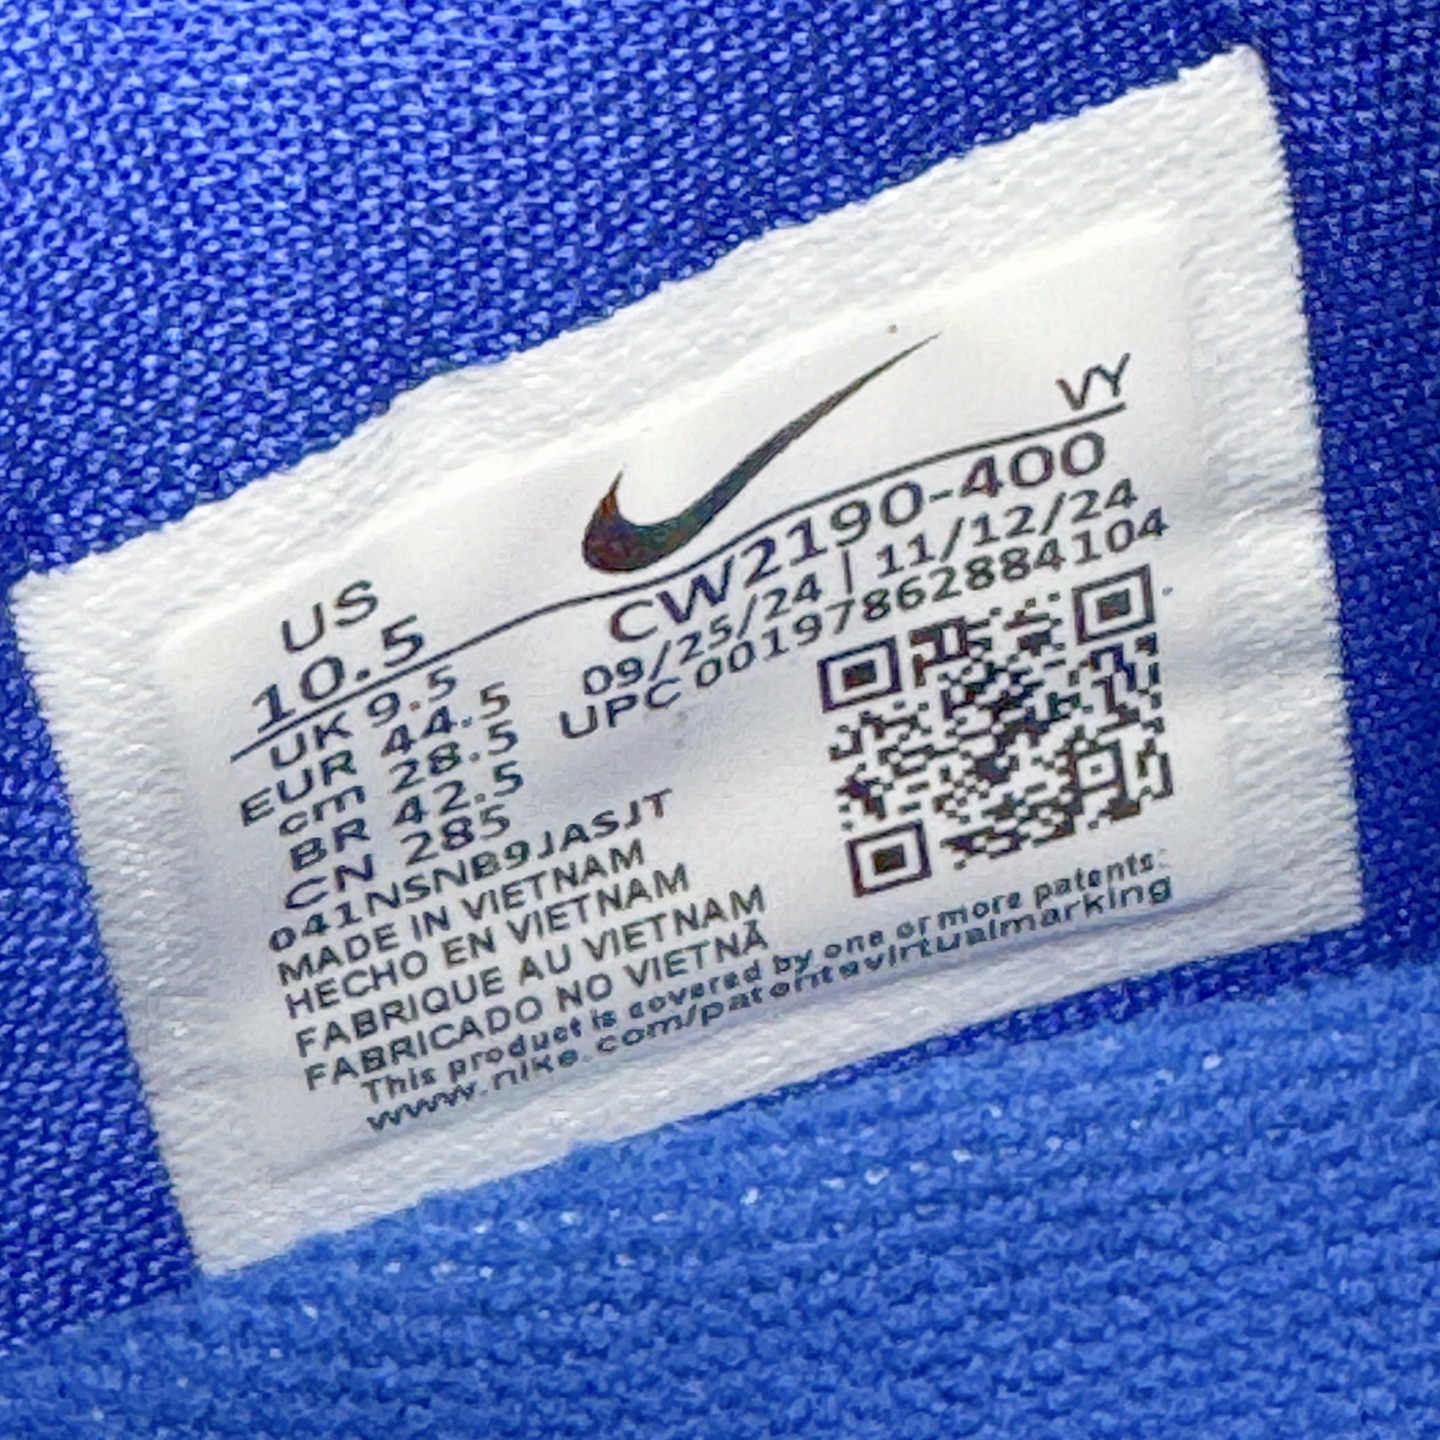 VY
US
10.5
UK 9.5
EUR 44.5
cm 28.5
BR 42.5
CN 285
CW2190-400
09/25/24 | 11/12/24
UPC 00197862884104
041NSNB9JASJT
MADE IN VIETNAM
HECHO EN VIETNAM
FABRIQUE AU VIETNAM
FABRICADO NO VIETNÃ
This product is covered by one or more patents:
www.nike.com/patentsvirtualmarking